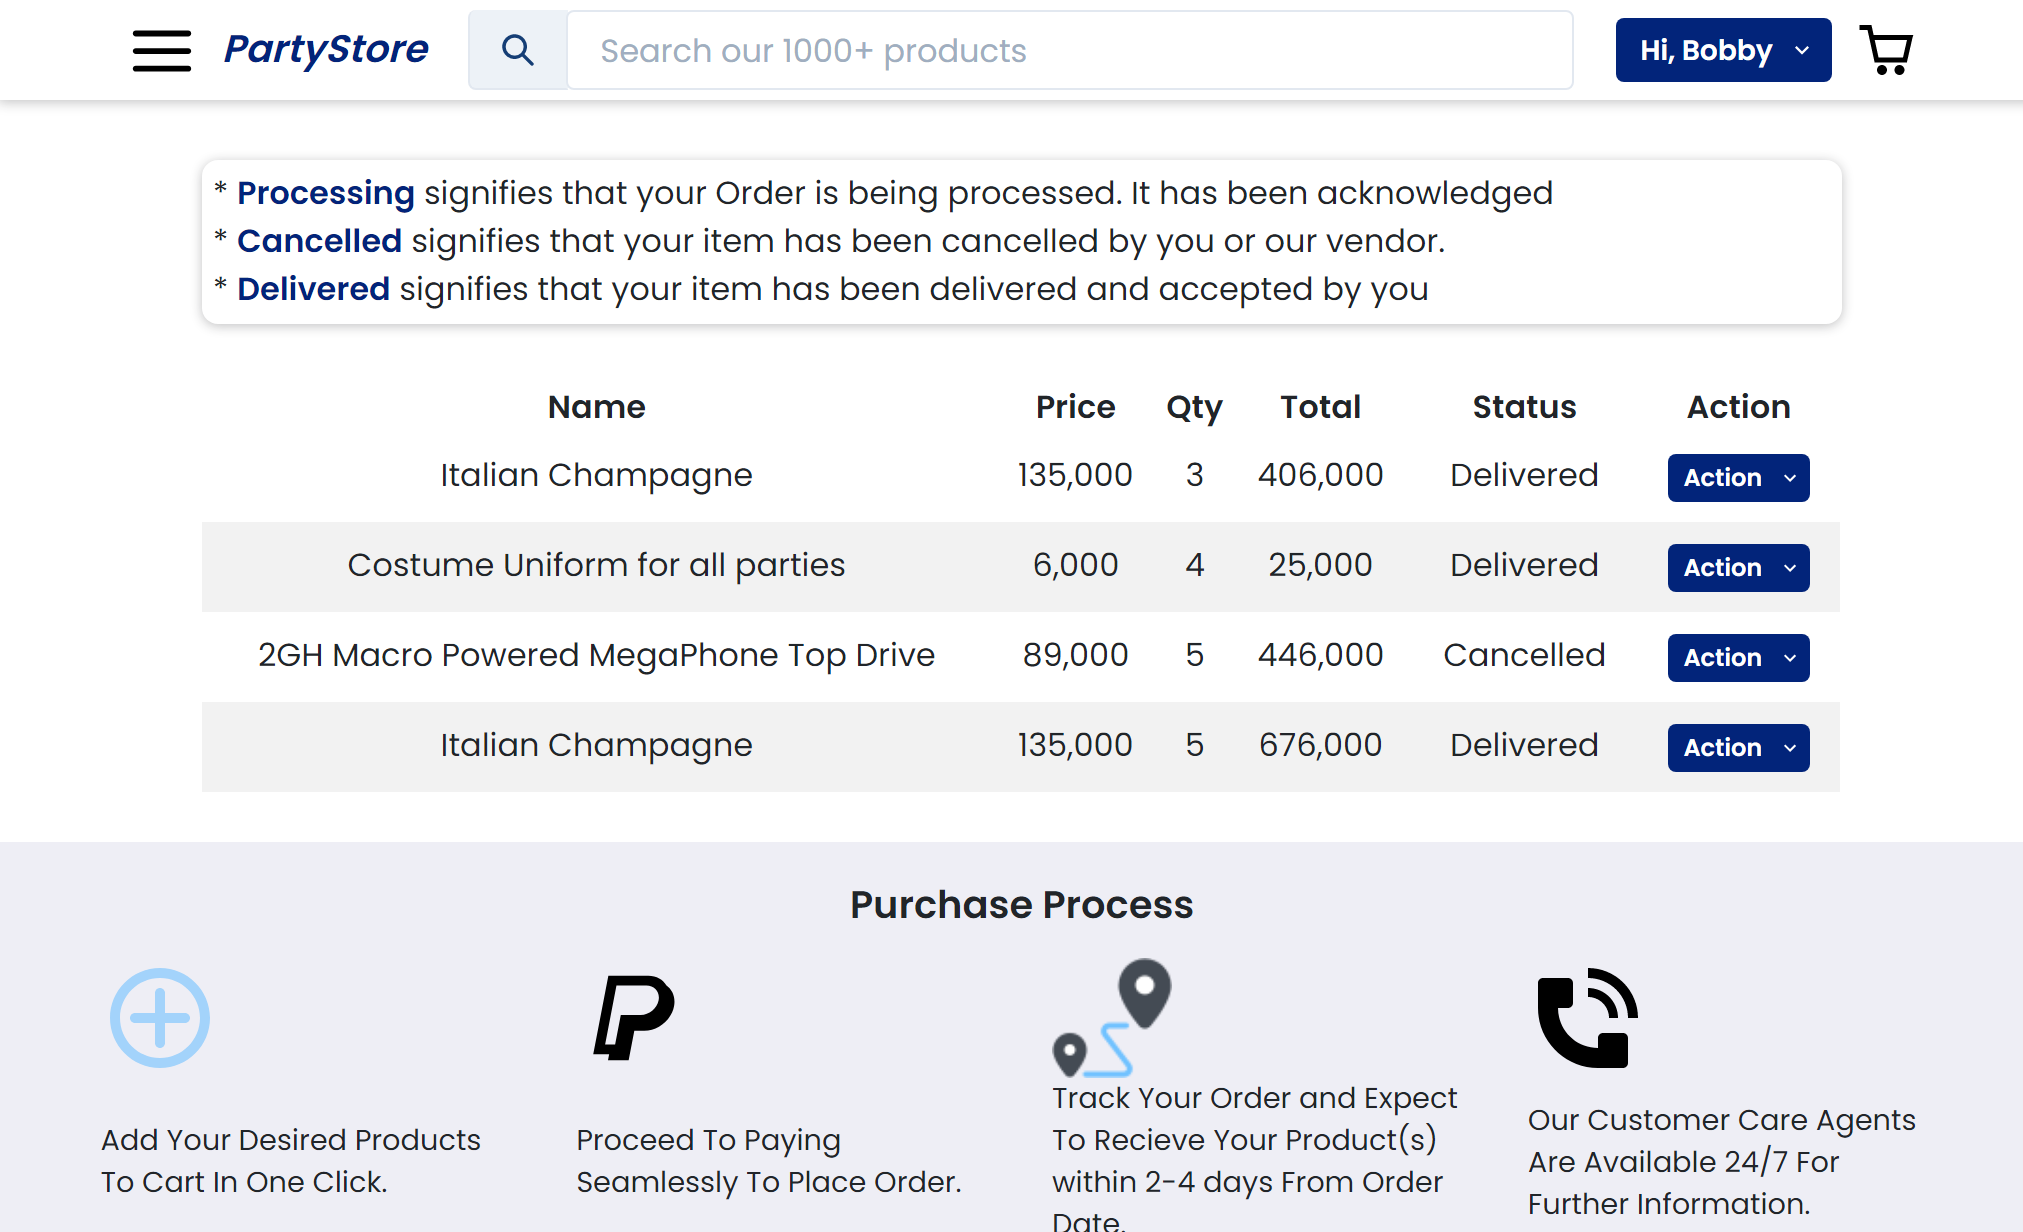 PartyStore
Search our 1000+ products
Hi, Bobby
* Processing signifies that your Order is being processed. It has been acknowledged
* Cancelled signifies that your item has been cancelled by you or our vendor.
* Delivered signifies that your item has been delivered and accepted by you
Name Price Qty Total Status Action
Italian Champagne 135,000 3 406,000 Delivered Action
Costume Uniform for all parties 6,000 4 25,000 Delivered Action
2GH Macro Powered MegaPhone Top Drive 89,000 5 446,000 Cancelled Action
Italian Champagne 135,000 5 676,000 Delivered Action
Purchase Process
Add Your Desired Products
To Cart In One Click.
Proceed To Paying
Seamlessly To Place Order.
Track Your Order and Expect
To Recieve Your Product(s)
within 2-4 days From Order
Date.
Our Customer Care Agents
Are Available 24/7 For
Further Information.